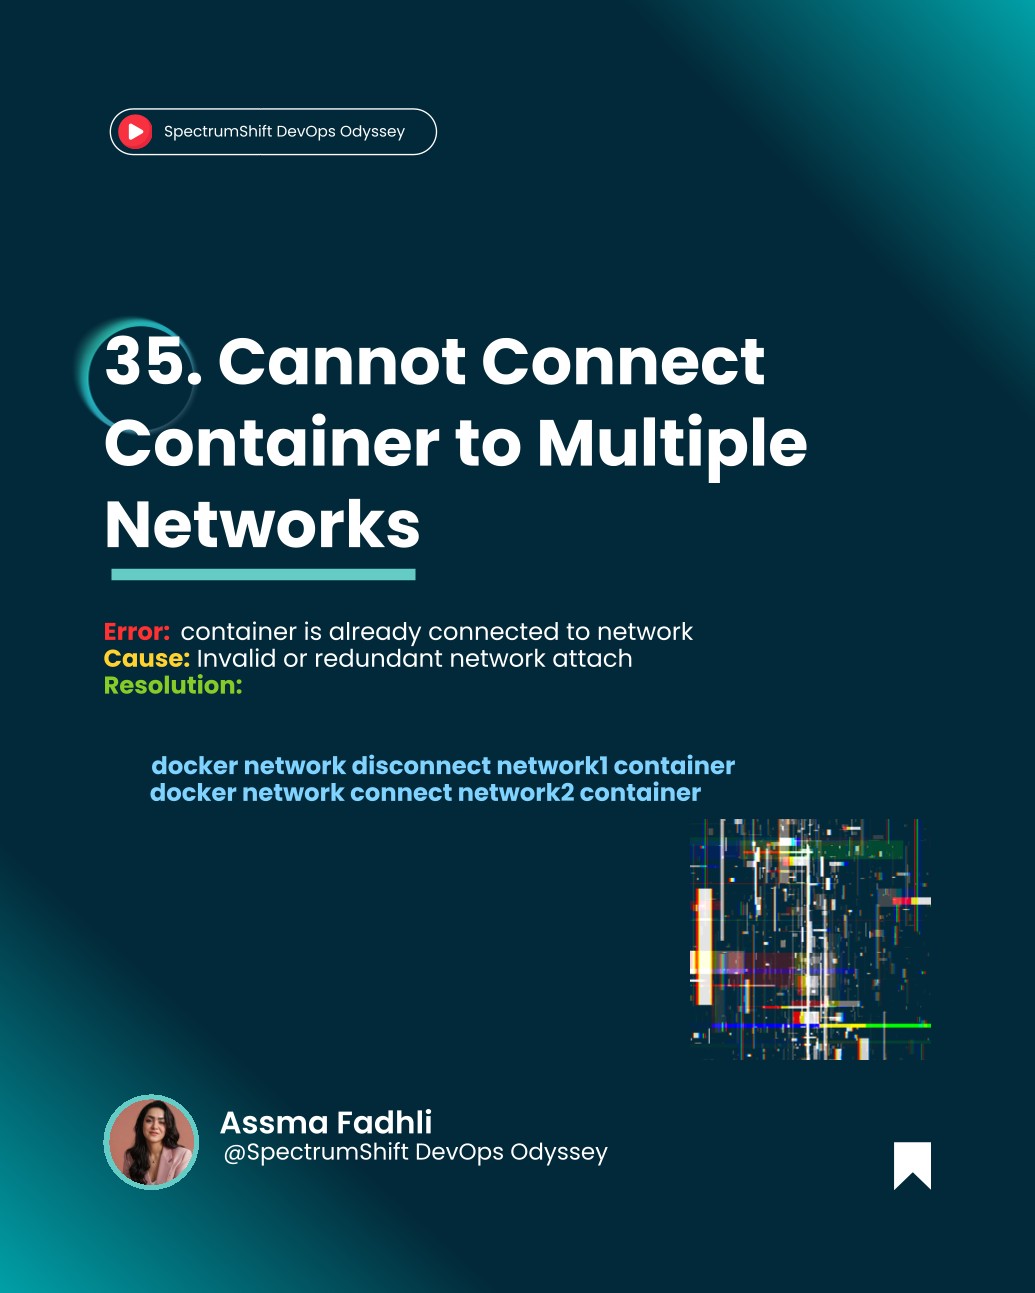 SpectrumShift DevOps Odyssey
35. Cannot Connect
Container to Multiple
Networks
Error: container is already connected to network
Cause: Invalid or redundant network attach
Resolution:
docker network disconnect network1 container
docker network connect network2 container
Assma Fadhli
@SpectrumShift DevOps Odyssey